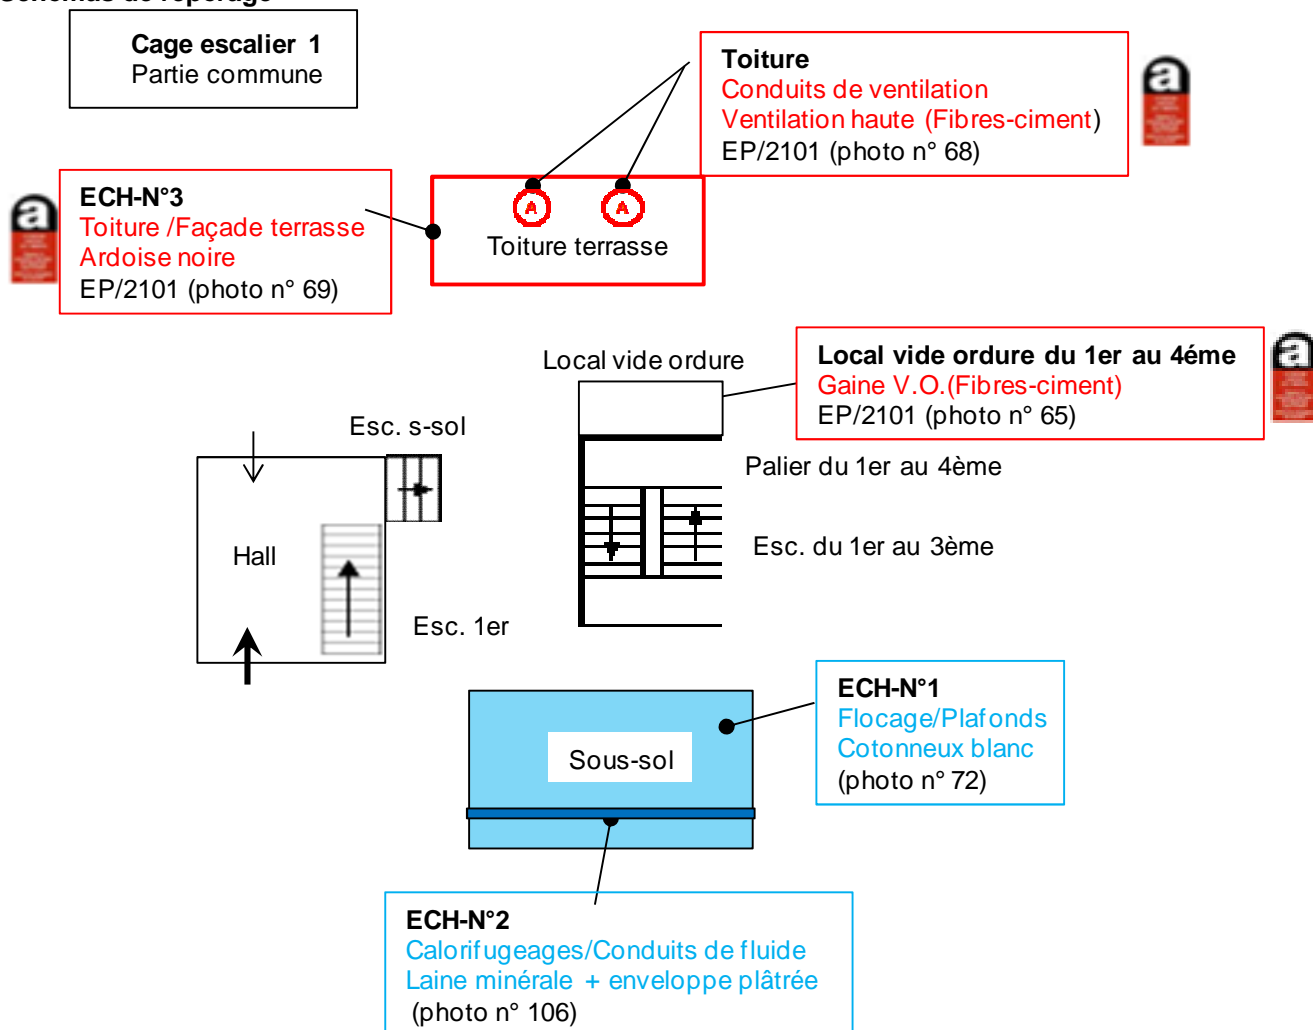 Schémas de repérage
Cage escalier 1
Partie commune
Toiture
Conduits de ventilation
Ventilation haute (Fibres-ciment)
EP/2101 (photo n° 68)
a
ECH-N°3
Toiture /Façade terrasse
Ardoise noire
EP/2101 (photo n° 69)
a
A A
Toiture terrasse
Local vide ordure
Local vide ordure du 1er au 4éme
Gaine V.O.(Fibres-ciment)
EP/2101 (photo n° 65)
a
Esc. s-sol
Palier du 1er au 4ème
Hall
Esc. du 1er au 3ème
Esc. 1er
ECH-N°1
Flocage/Plafonds
Cotonneux blanc
(photo n° 72)
Sous-sol
ECH-N°2
Calorifugeages/Conduits de fluide
Laine minérale + enveloppe plâtrée
(photo n° 106)